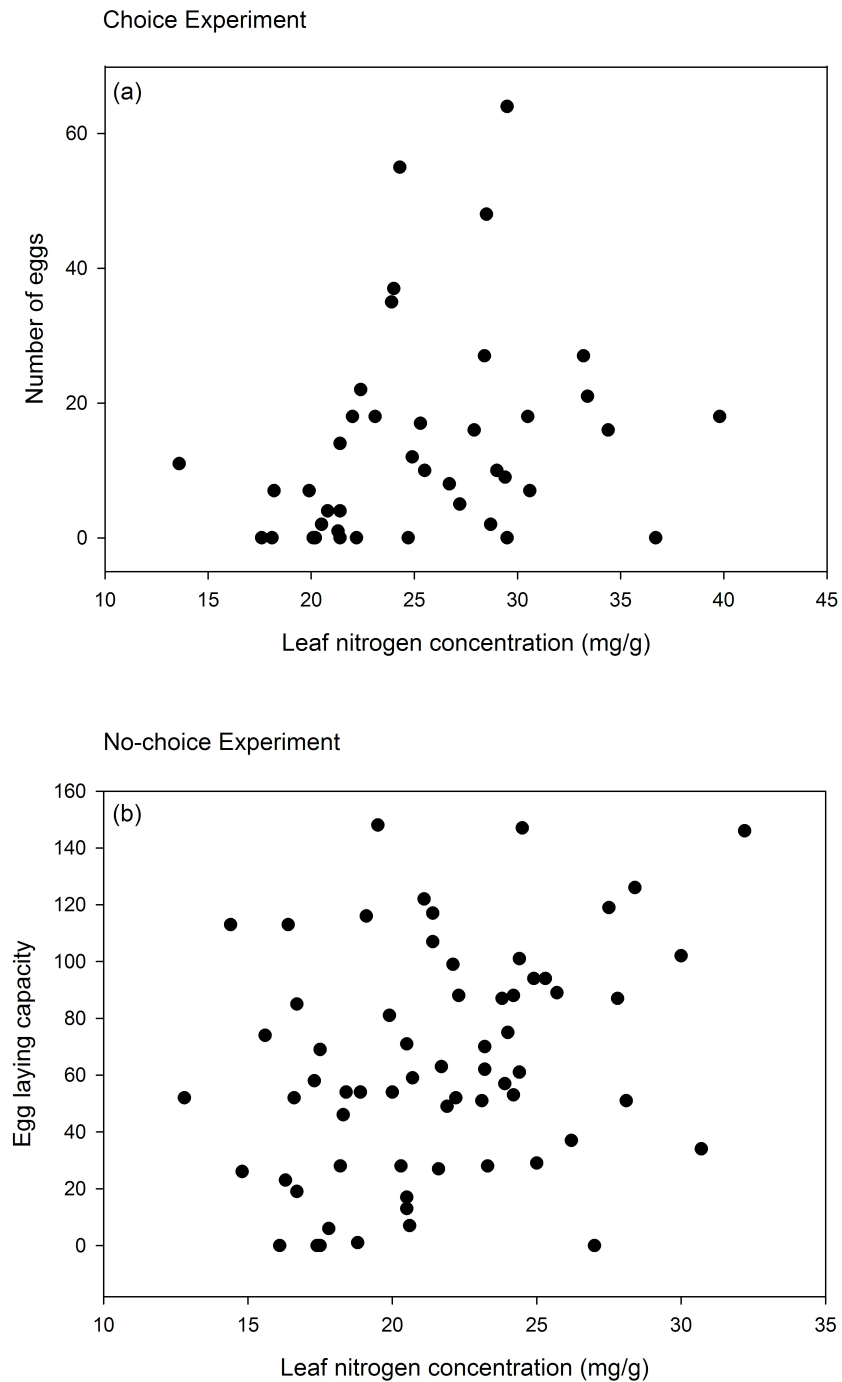 Choice Experiment
(a)
60
40
20
0
Number of eggs
10 15 20 25 30 35 40 45
Leaf nitrogen concentration (mg/g)
No-choice Experiment
(b)
160
140
120
100
80
60
40
20
0
Egg laying capacity
10 15 20 25 30 35
Leaf nitrogen concentration (mg/g)